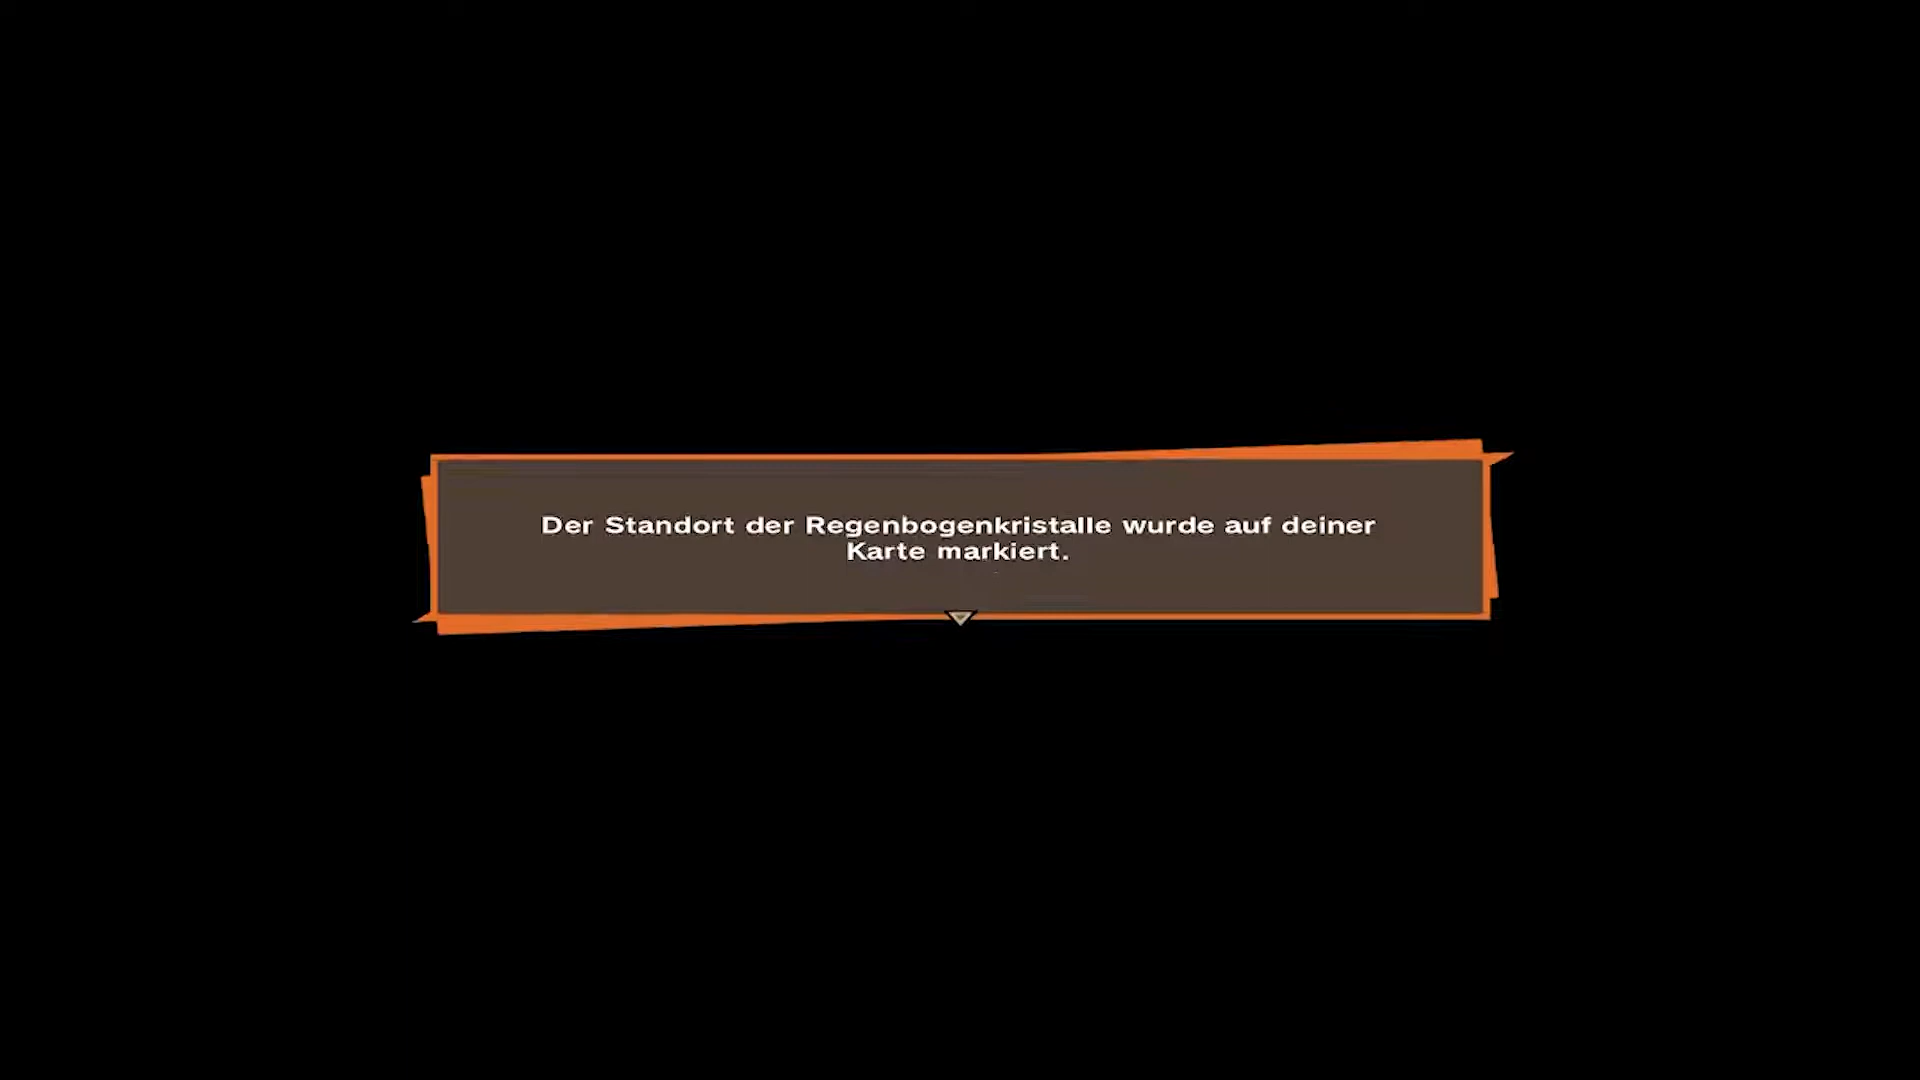 Der Standort der Regenbogenkristalle wurde auf deiner
Karte markiert.